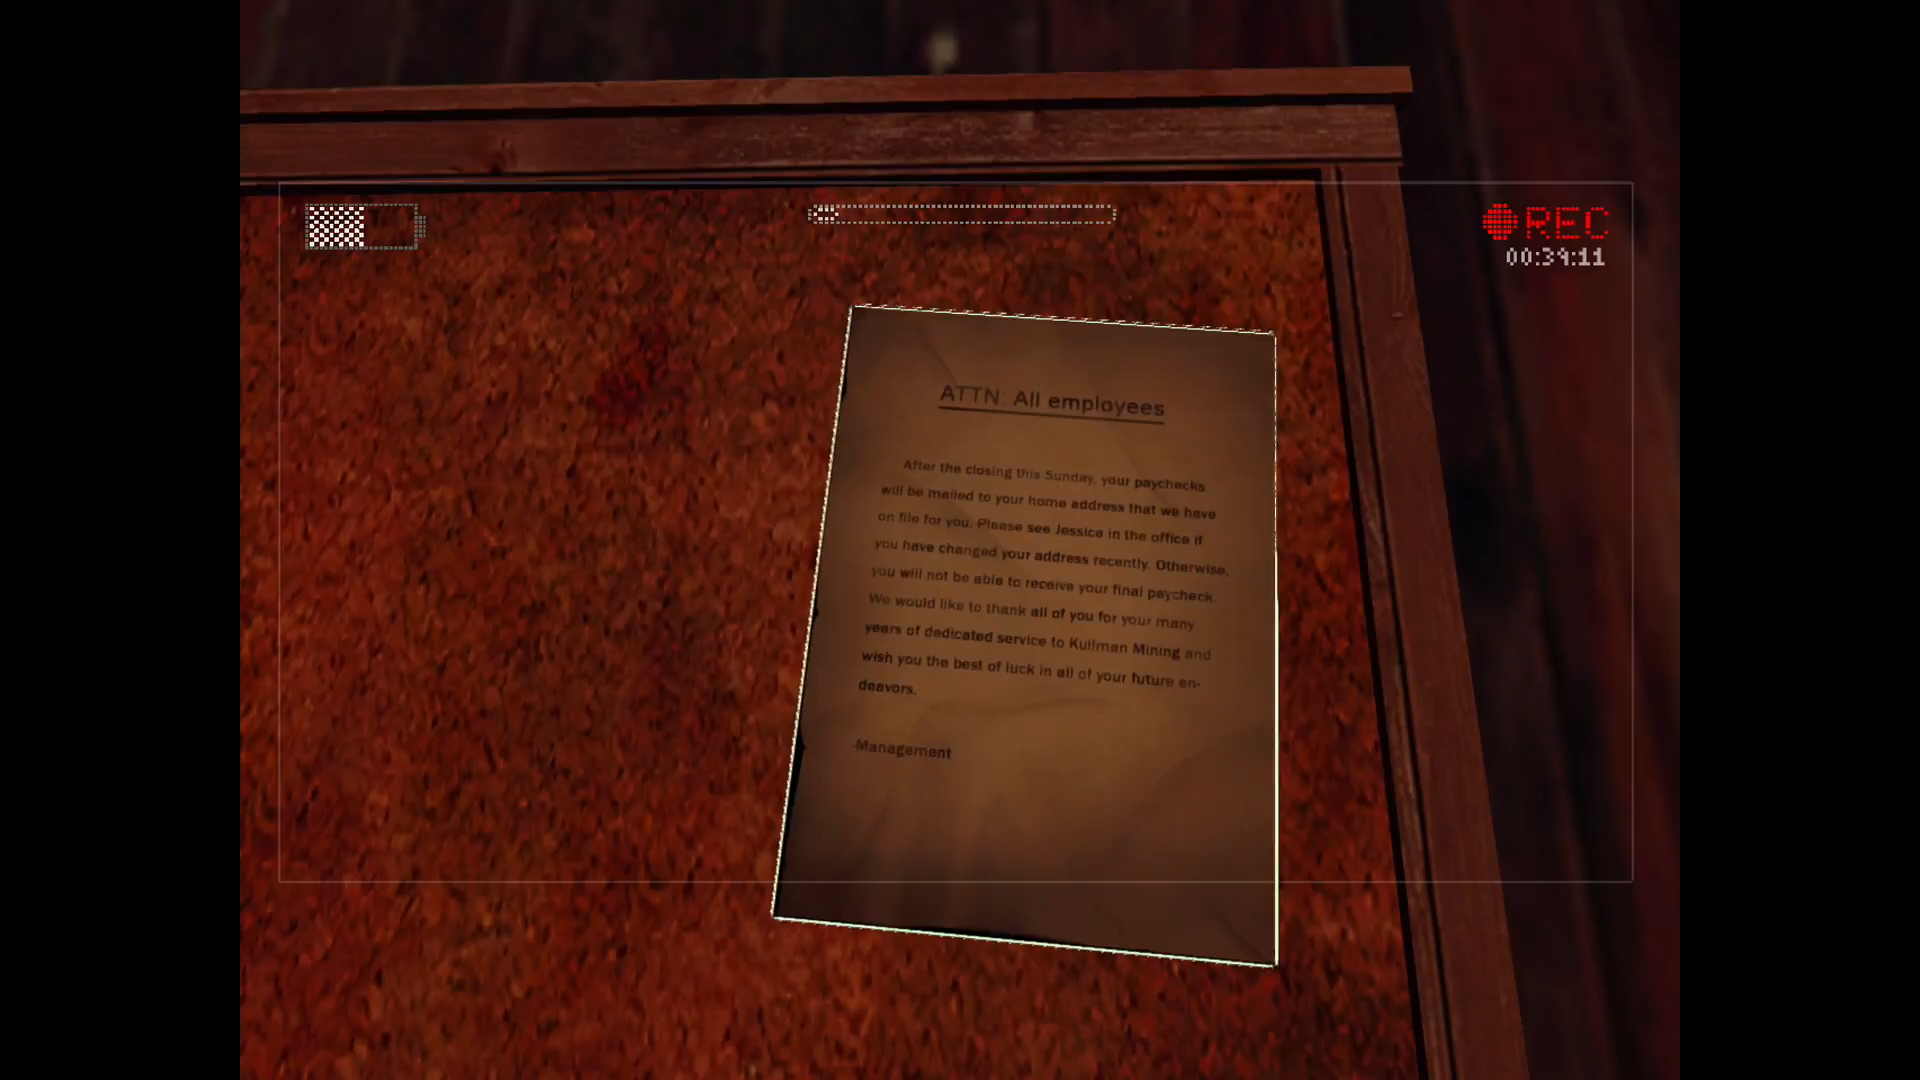 REC
00:39:11
ATTN: All employees
After the closing this Sunday, your paychecks
will be mailed to your home address that we have
on file for you. Please see Jessica in the office if
you have changed your address recently. Otherwise,
you will not be able to receive your final paycheck.
We would like to thank all of you for your many
years of dedicated service to Kullman Mining and
wish you the best of luck in all of your future en-
deavors.
-Management